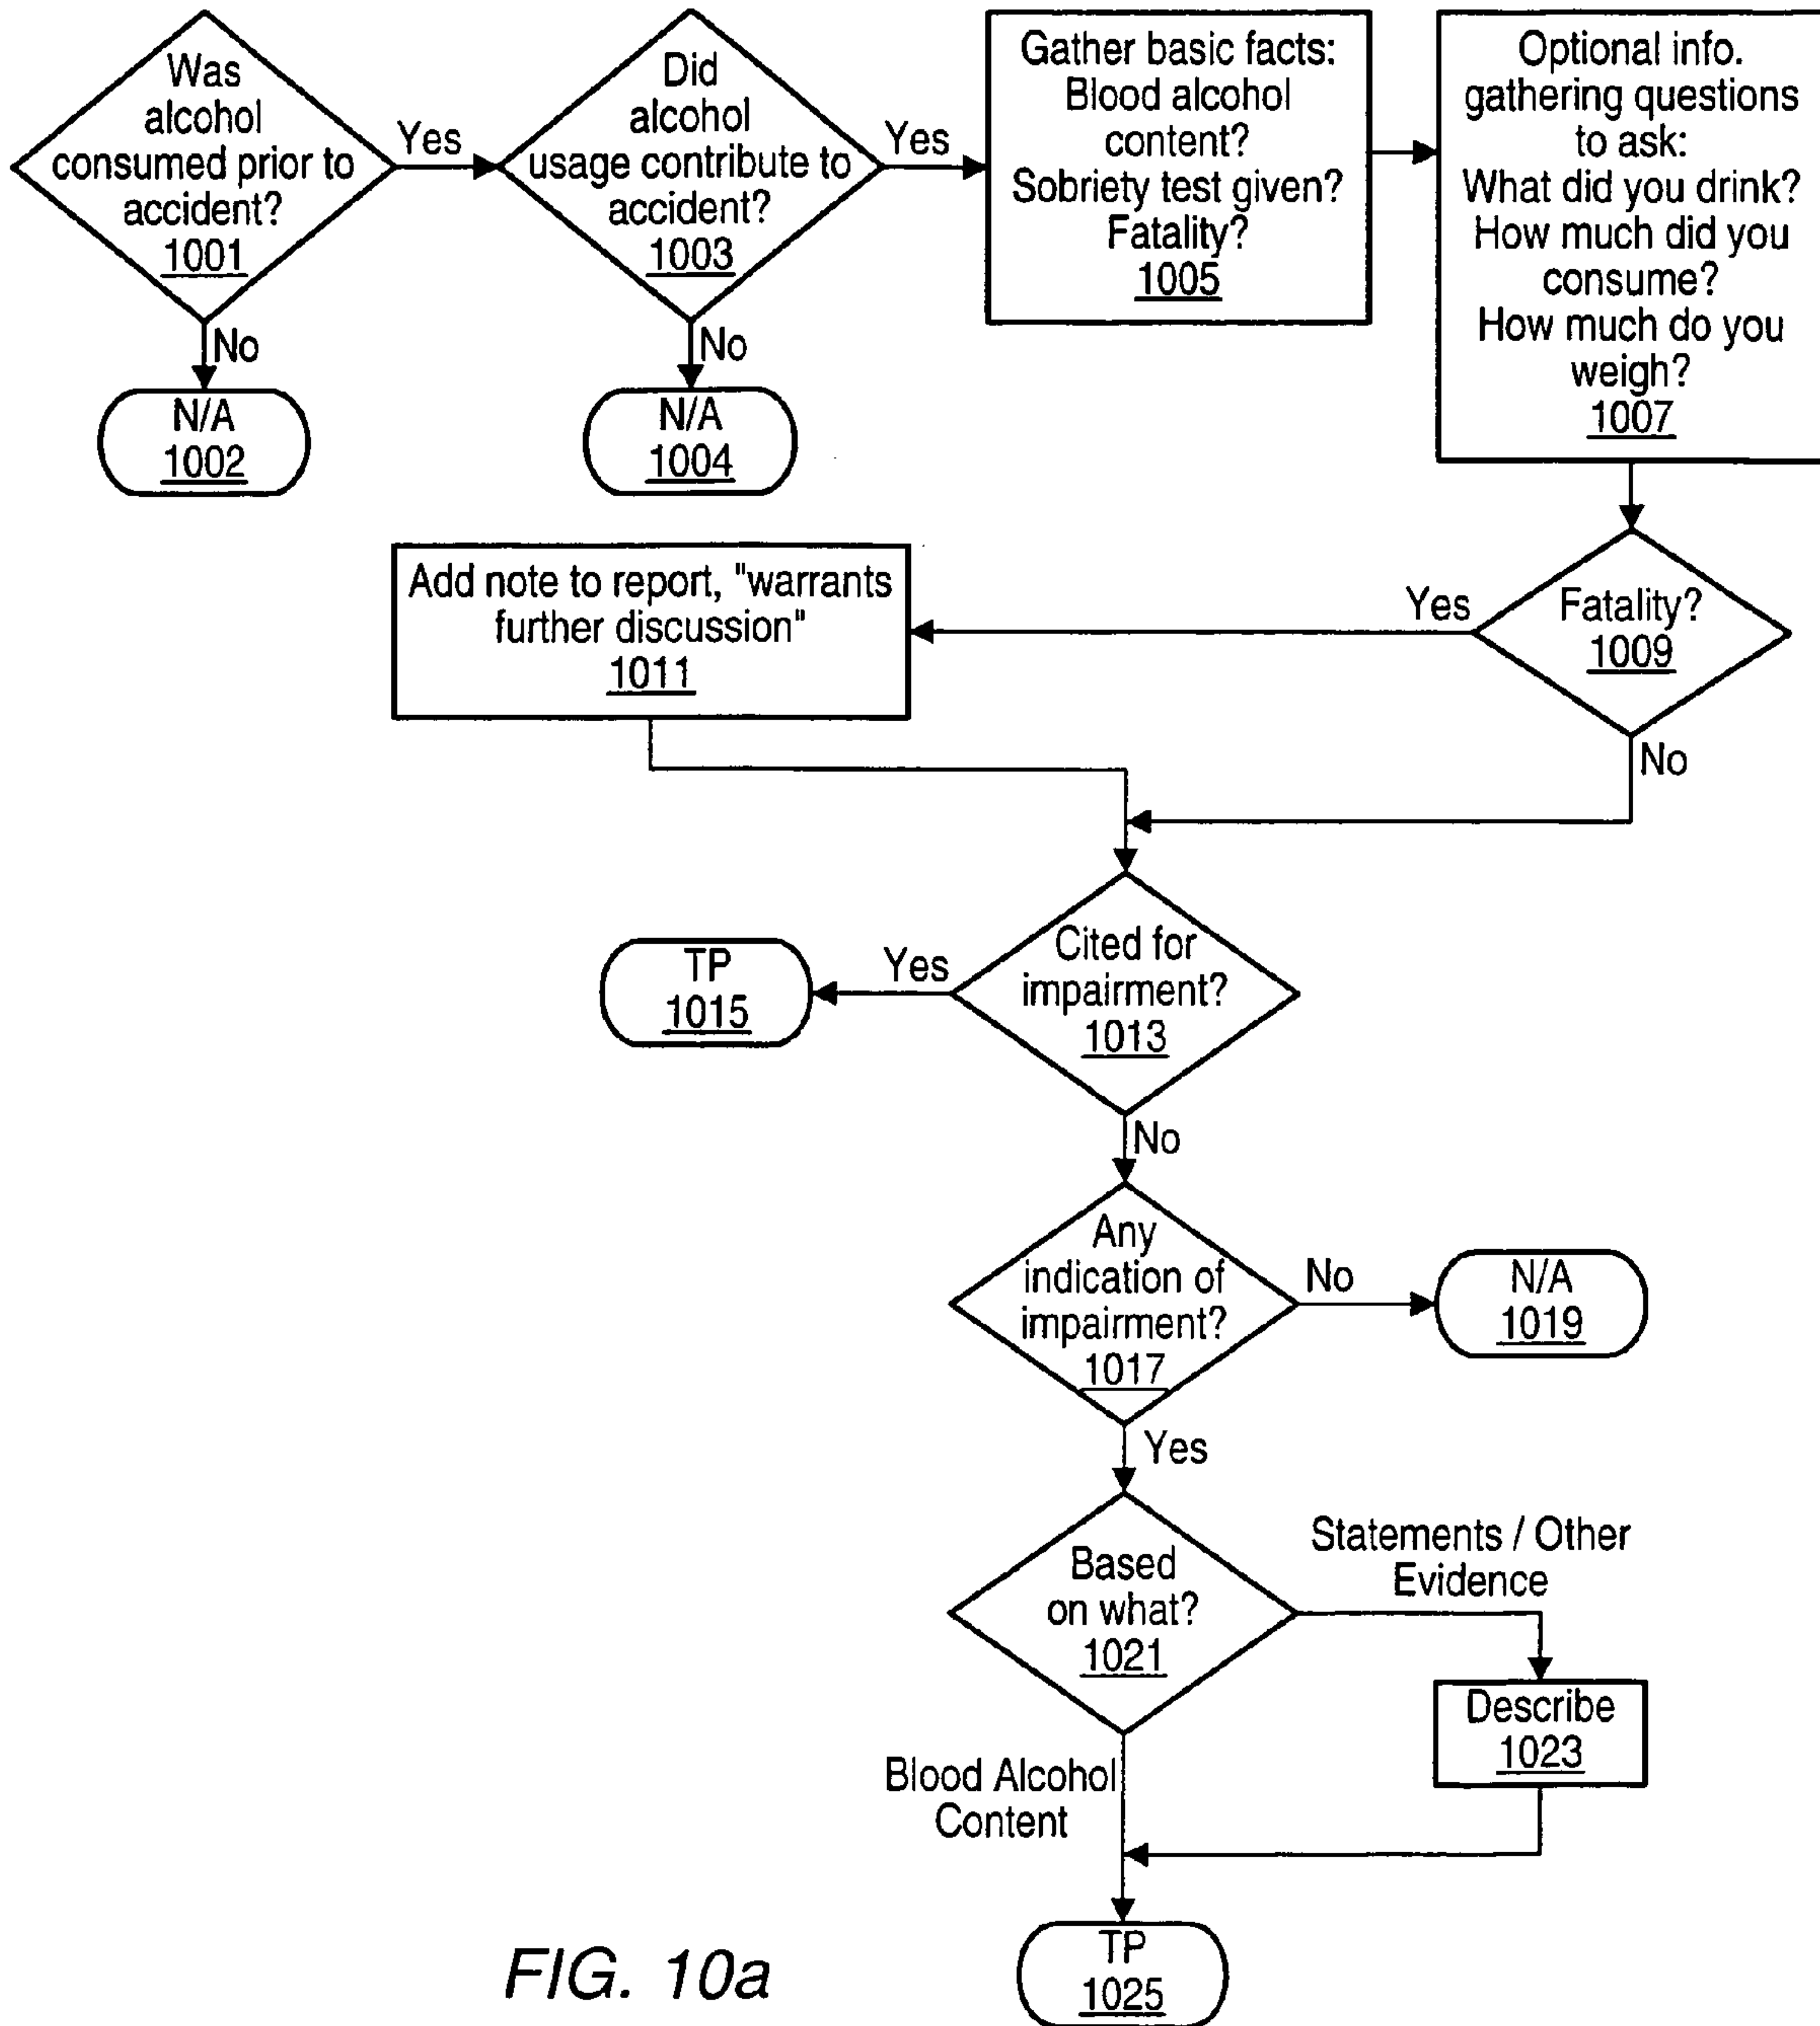 Was
alcohol
consumed prior to
accident?
1001
Yes
No
N/A
1002
Did
alcohol
usage contribute to
accident?
1003
Yes
No
N/A
1004
Gather basic facts:
Blood alcohol
content?
Sobriety test given?
Fatality?
1005
Optional info.
gathering questions
to ask:
What did you drink?
How much did you
consume?
How much do you
weigh?
1007
Fatality?
1009
Yes
No
Add note to report, "warrants
further discussion"
1011
Cited for
impairment?
1013
Yes
TP
1015
No
Any
indication of
impairment?
1017
No
N/A
1019
Yes
Based
on what?
1021
Statements / Other
Evidence
Describe
1023
Blood Alcohol
Content
TP
1025
FIG. 10a